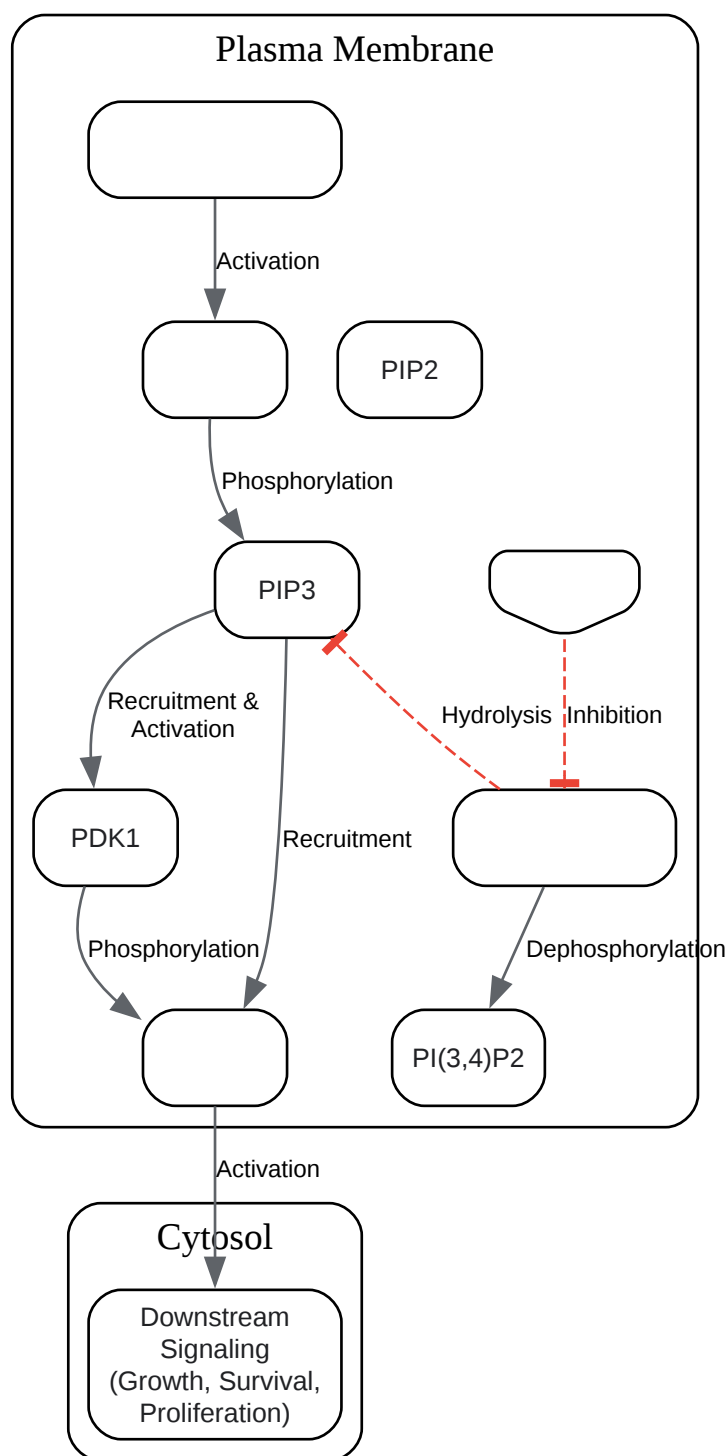 Plasma Membrane
Activation
PIP2
Phosphorylation
PIP3
Recruitment &
Activation
Hydrolysis
Inhibition
PDK1
Recruitment
Phosphorylation
Dephosphorylation
PI(3,4)P2
Activation
Cytosol
Downstream
Signaling
(Growth, Survival,
Proliferation)